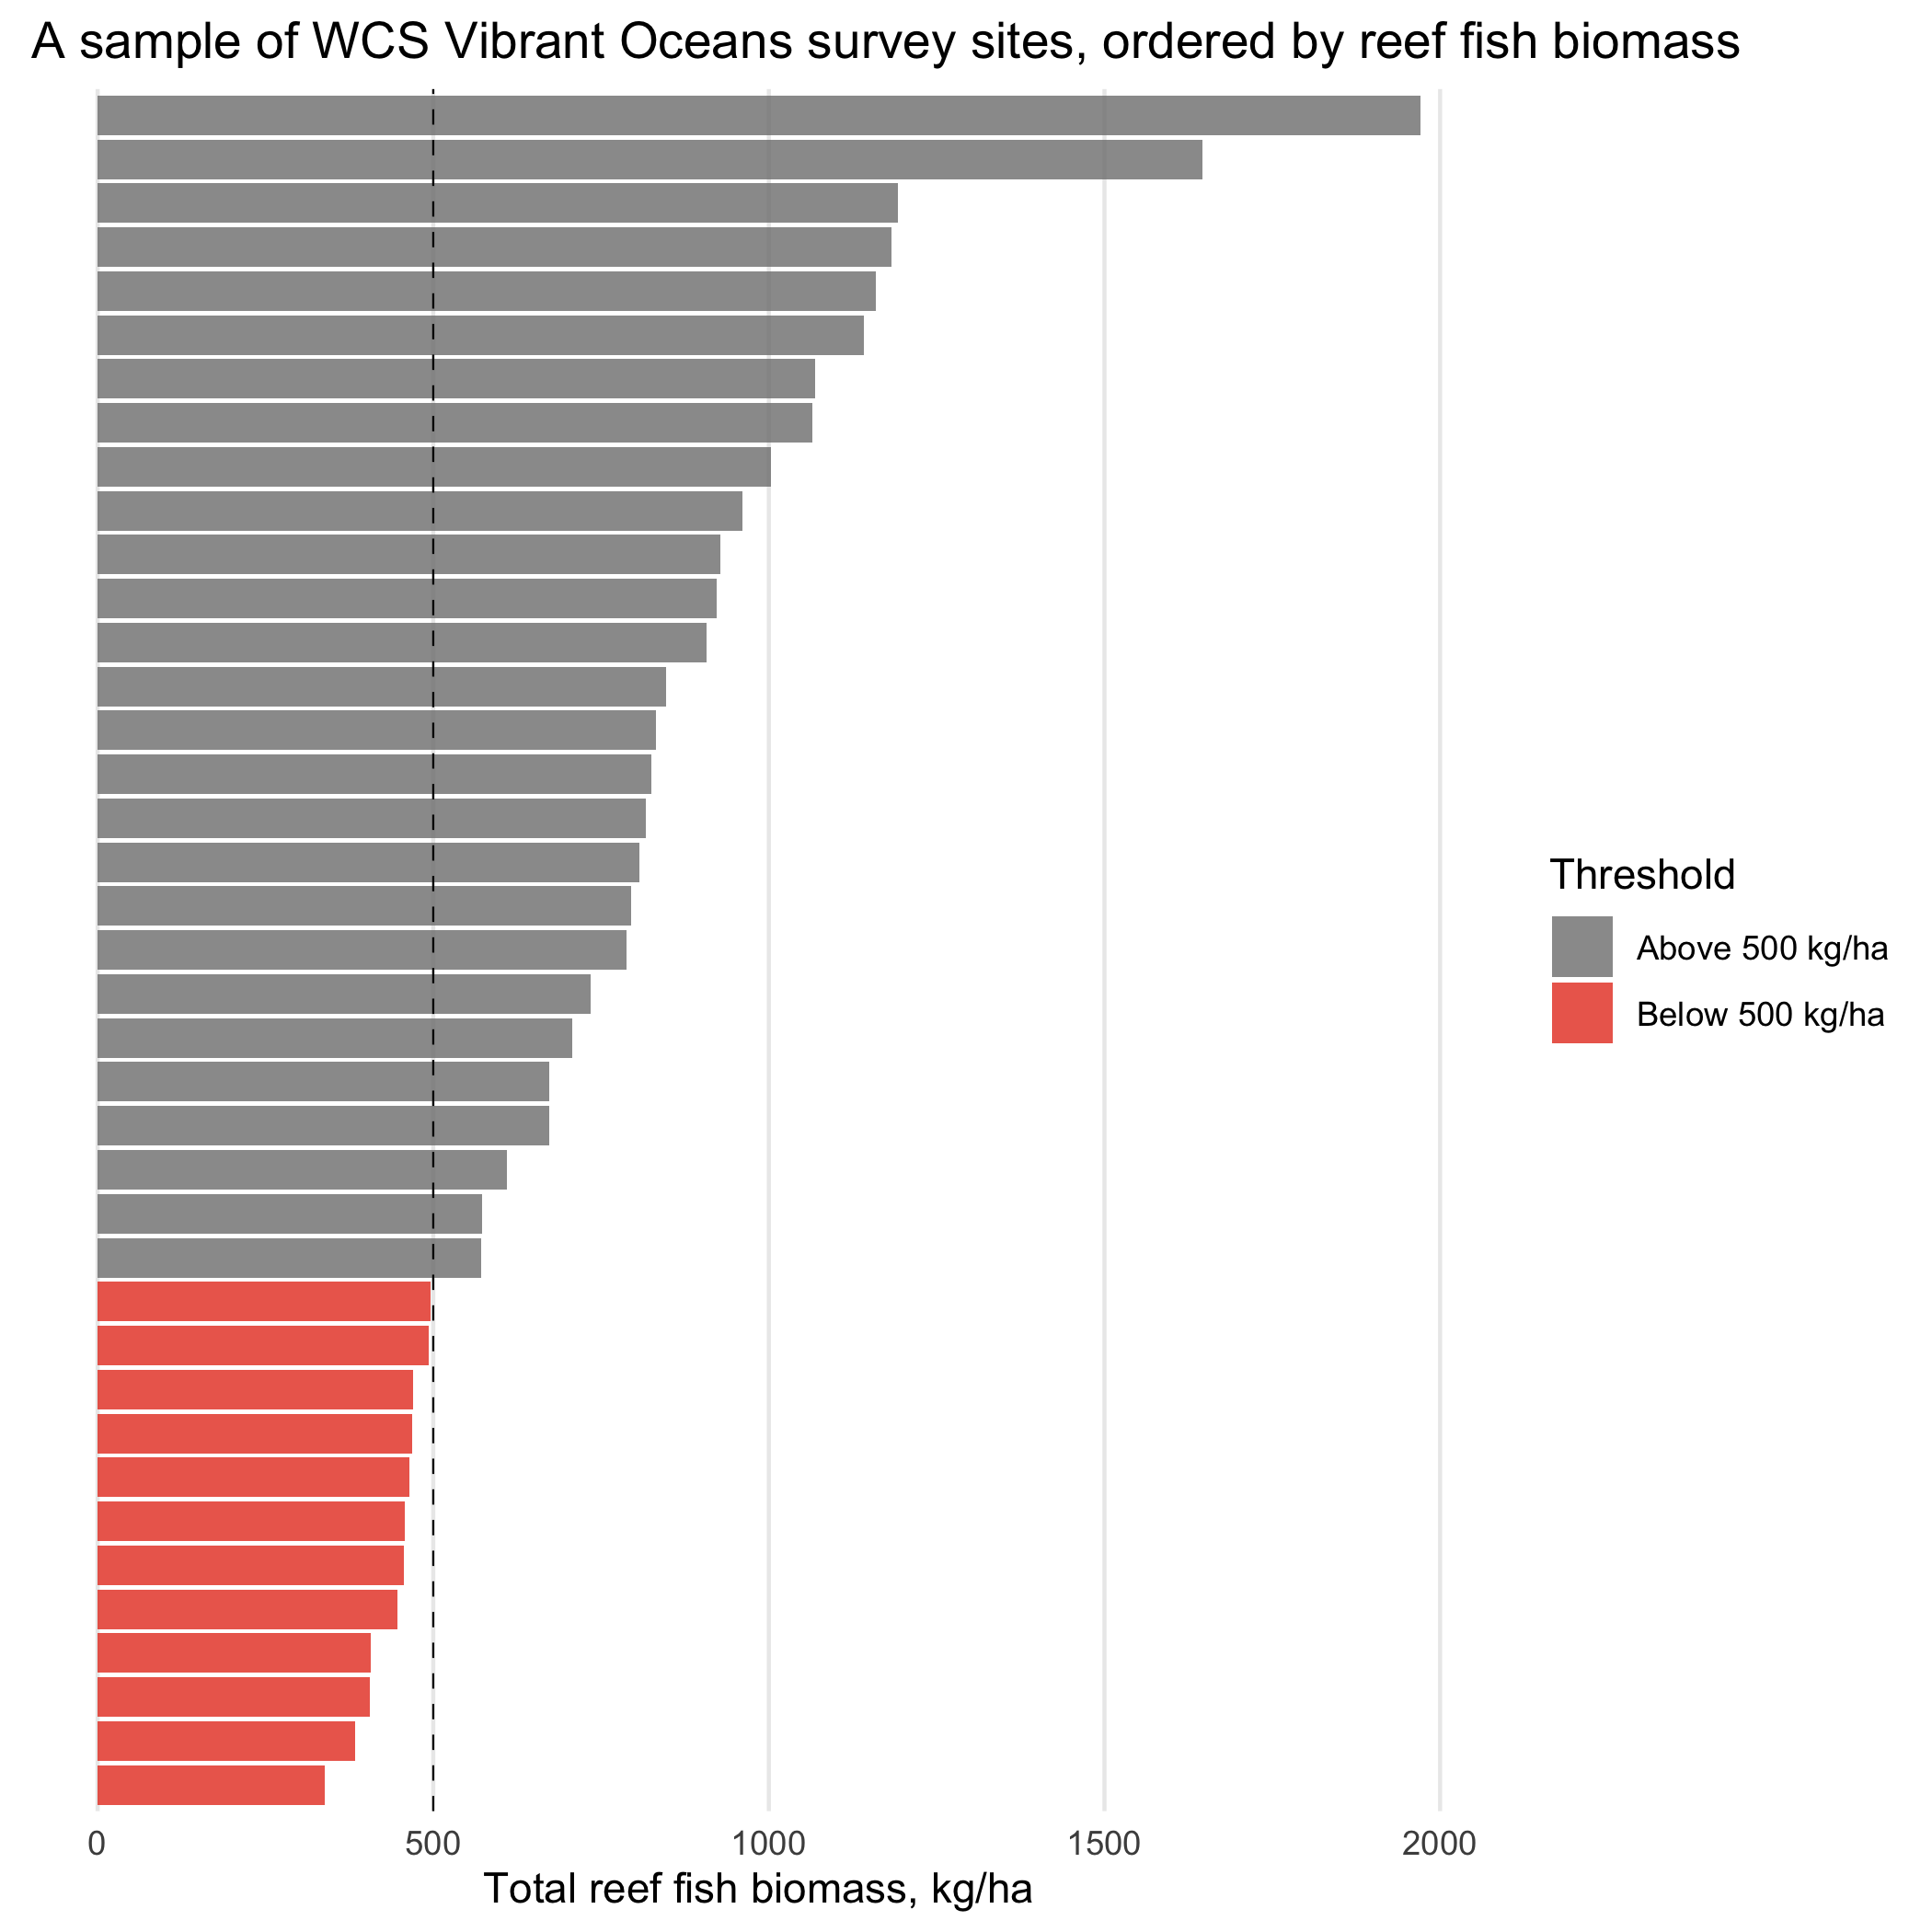 A sample of WCS Vibrant Oceans survey sites, ordered by reef fish biomass
Threshold
Above 500 kg/ha
Below 500 kg/ha
0 500 1000 1500 2000
Total reef fish biomass, kg/ha